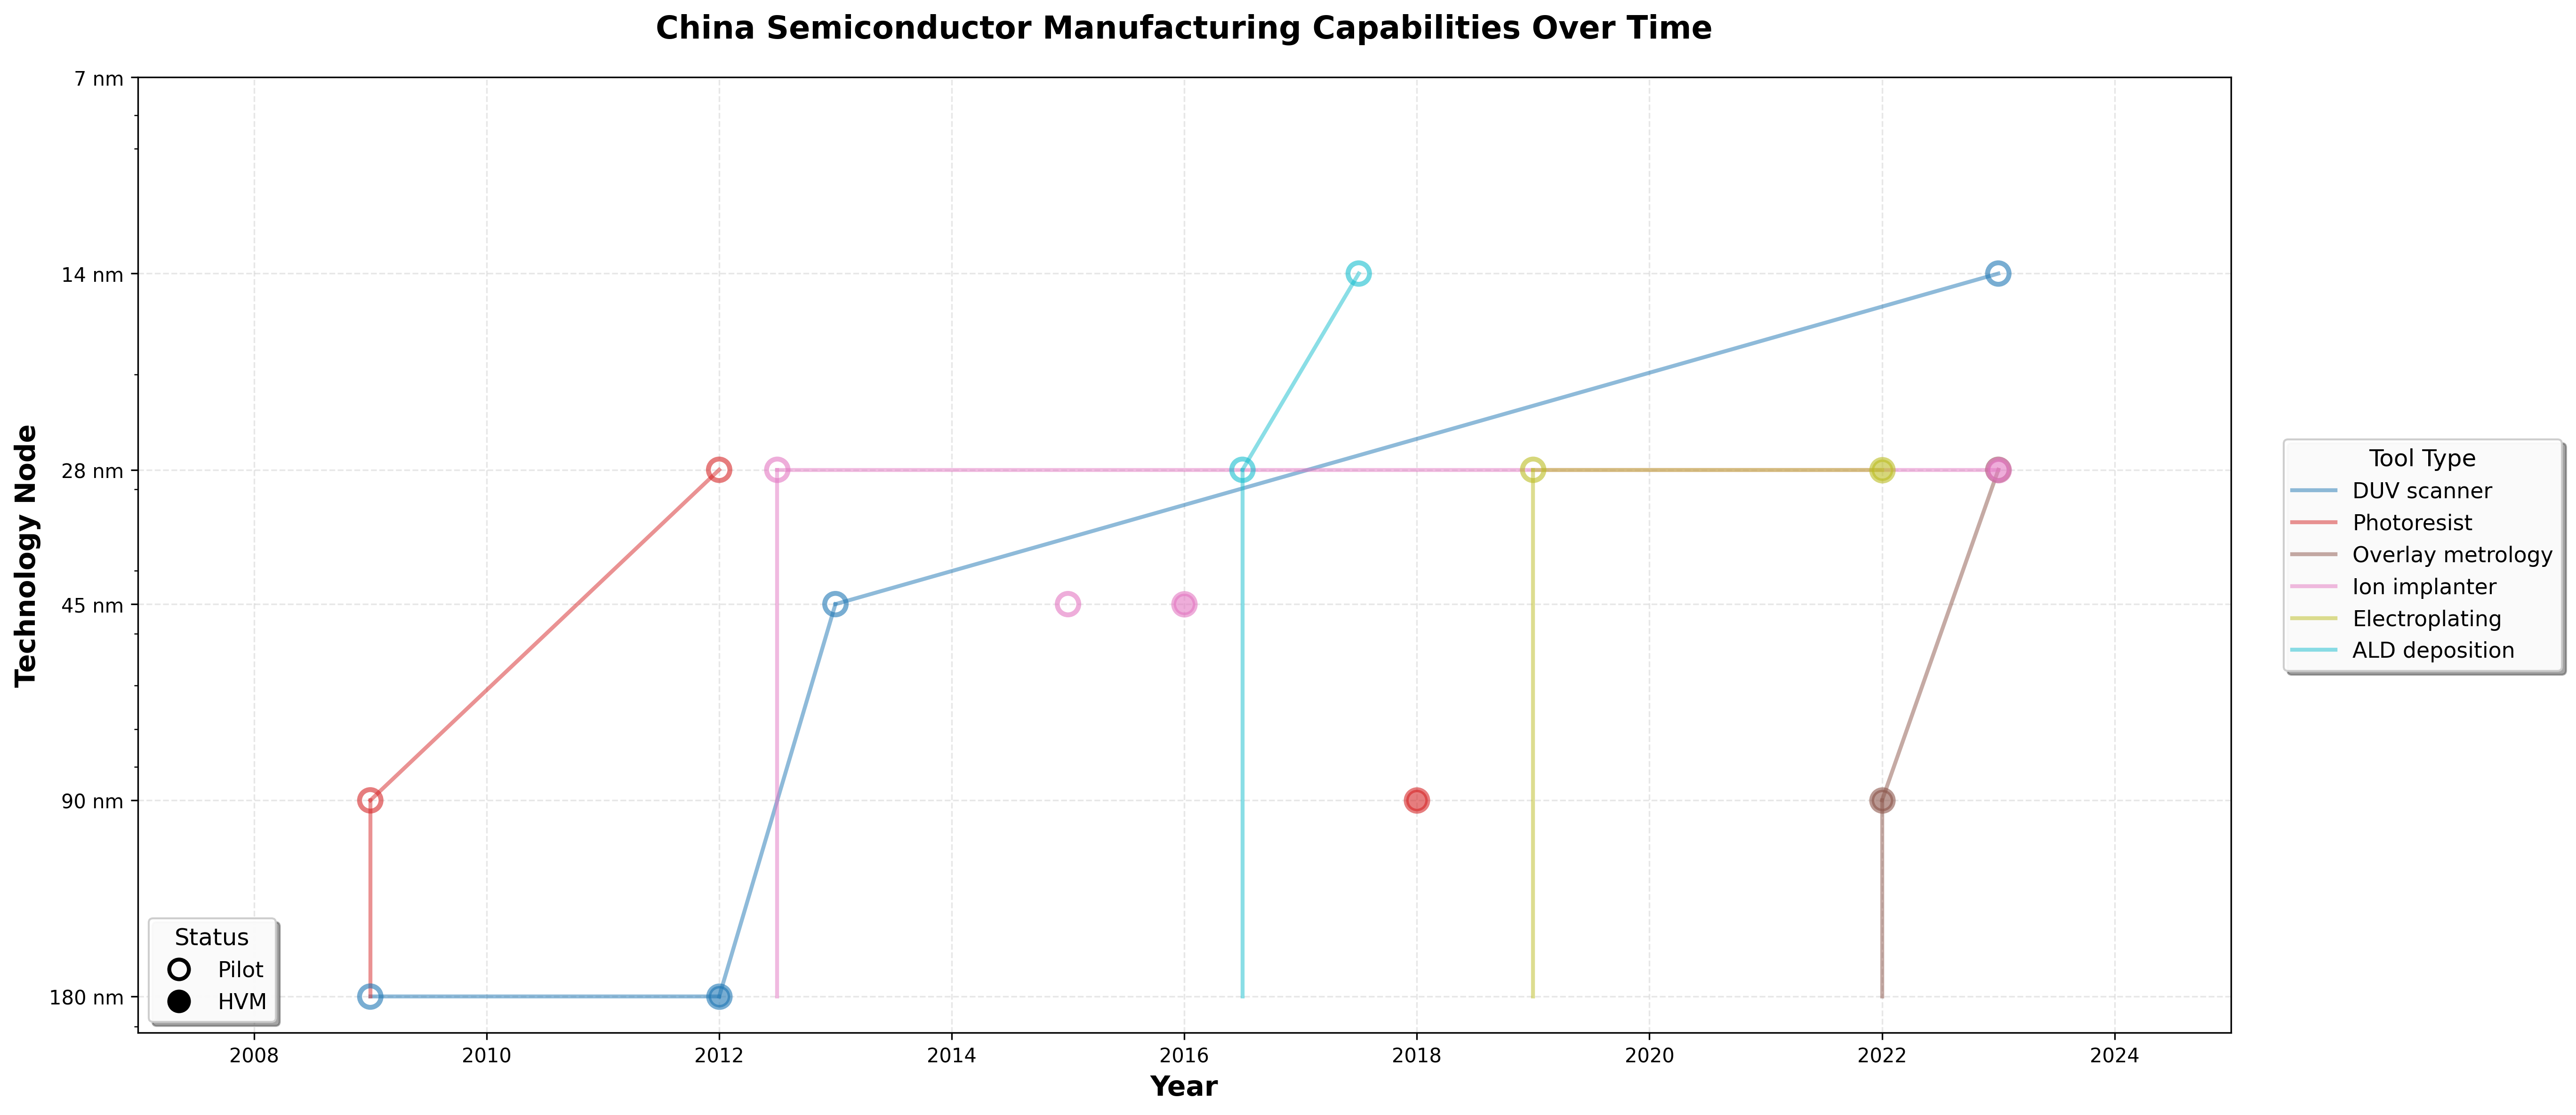 China Semiconductor Manufacturing Capabilities Over Time
Technology Node
7 nm
14 nm
28 nm
45 nm
90 nm
180 nm
Status
Pilot
HVM
2008
2010
2012
2014
2016
2018
2020
2022
2024
Year
Tool Type
DUV scanner
Photoresist
Overlay metrology
Ion implanter
Electroplating
ALD deposition